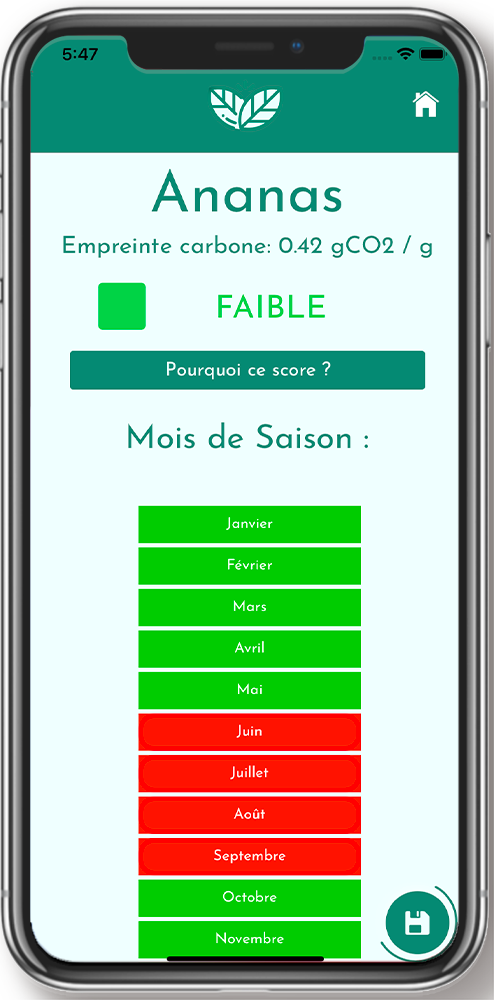 5:47
Ananas
Empreinte carbone: 0.42 gCO2 / g
FAIBLE
Pourquoi ce score ?
Mois de Saison :
Janvier
Février
Mars
Avril
Mai
Juin
Juillet
Août
Septembre
Octobre
Novembre